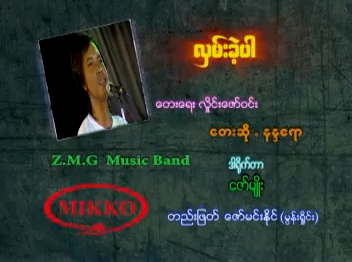 လှမ်းခဲ့ပါ
တေးရေး လှိုင်းဇော်ဝင်း
တေးဆို . နန္ဒရော
Z.M.G Music Band
ဒါရိုက်တာ
ဇော်မျိုး
MIKKO
တည်းဖြတ် ဇော်မင်းနိုင် (မွန်းရှိုင်း)